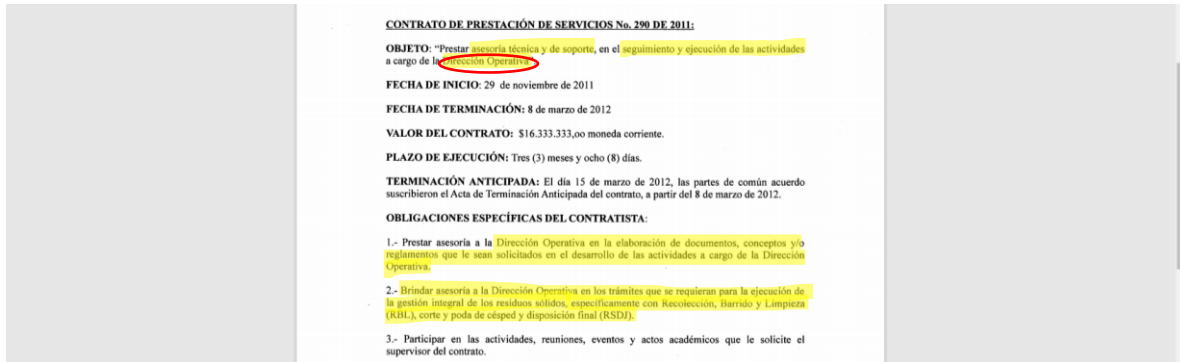 CONTRATO DE PRESTACIÓN DE SERVICIOS No. 290 DE 2011:
OBJETO: "Prestar asesoría técnica y de soporte, en el seguimiento y ejecución de las actividades
a cargo de la Dirección Operativa"
FECHA DE INICIO: 29 de noviembre de 2011
FECHA DE TERMINACIÓN: 8 de marzo de 2012
VALOR DEL CONTRATO: $16.333.333,oo moneda corriente.
PLAZO DE EJECUCIÓN: Tres (3) meses y ocho (8) días.
TERMINACIÓN ANTICIPADA: El día 15 de marzo de 2012, las partes de común acuerdo
suscribieron el Acta de Terminación Anticipada del contrato, a partir del 8 de marzo de 2012.
OBLIGACIONES ESPECÍFICAS DEL CONTRATISTA:
1.- Prestar asesoría a la Dirección Operativa en la elaboración de documentos, conceptos y/o
reglamentos que le sean solicitados en el desarrollo de las actividades a cargo de la Dirección
Operativa.
2.- Brindar asesoría a la Dirección Operativa en los trámites que se requieran para la ejecución de
la gestión integral de los residuos sólidos, específicamente con Recolección, Barrido y Limpieza
(RBL), corte y poda de césped y disposición final (RSDJ).
3.- Participar en las actividades, reuniones, eventos y actos académicos que le solicite el
supervisor del contrato.